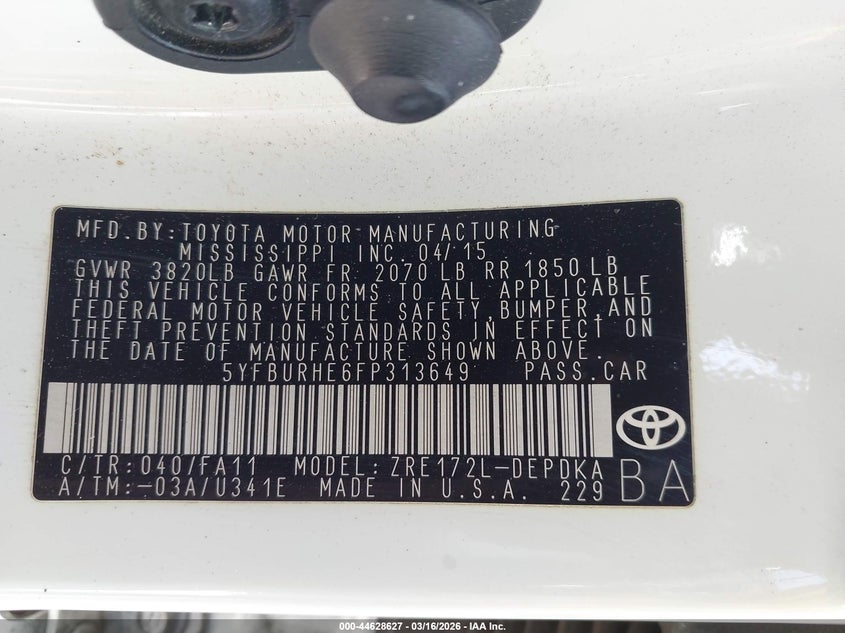 MFD.BY:TOYOTA MOTOR MANUFACTURING
MISSISSIPPI INC. 04/15
GVWR 3820LB GAWR FR 2070 LB RR 1850 LB
THIS VEHICLE CONFORMS TO ALL APPLICABLE
FEDERAL MOTOR VEHICLE SAFETY,BUMPER,AND
THEFT PREVENTION STANDARDS IN EFFECT ON
THE DATE OF MANUFACTURE SHOWN ABOVE.
5YFBURHE6FP313649 PASS.CAR
C/TR:040/FA11 MODEL:ZRE172L-DEPDKA
A/TM:-03A/U341E MADE IN U.S.A. 229
BA
000-44628627 - 03/16/2026 - IAA Inc.